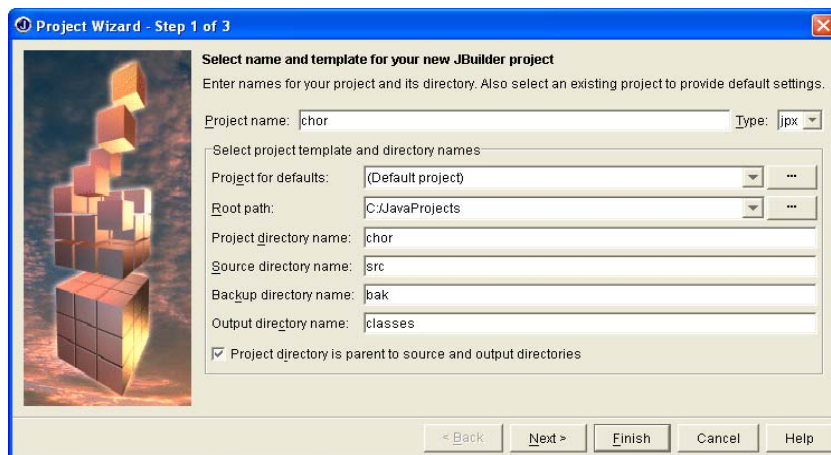 Project Wizard - Step 1 of 3
Select name and template for your new JBuilder project
Enter names for your project and its directory. Also select an existing project to provide default settings.
Project name: chor Type: jpx
Select project template and directory names
Project for defaults: (Default project) ...
Root path: C:/JavaProjects ...
Project directory name: chor
Source directory name: src
Backup directory name: bak
Output directory name: classes
Project directory is parent to source and output directories
< Back Next > Finish Cancel Help